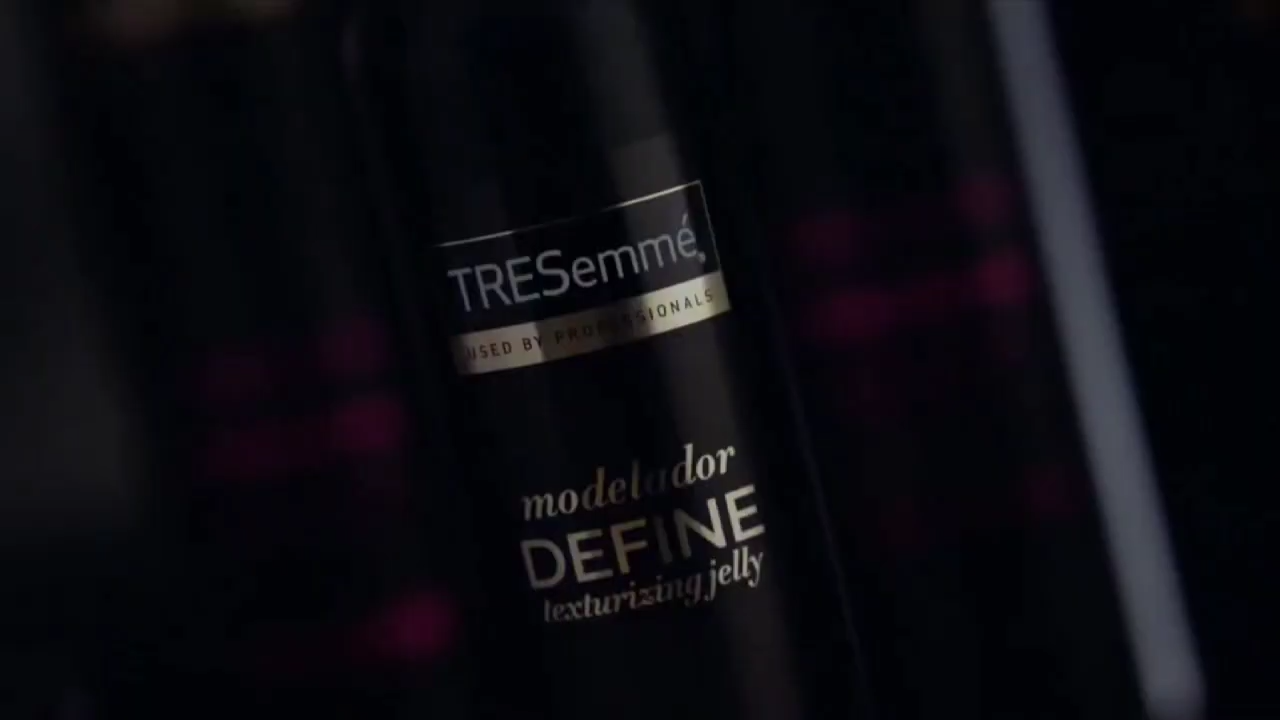 TRESemmé
USED BY PROFESSIONALS
modelador
DEFINE
texturizing jelly